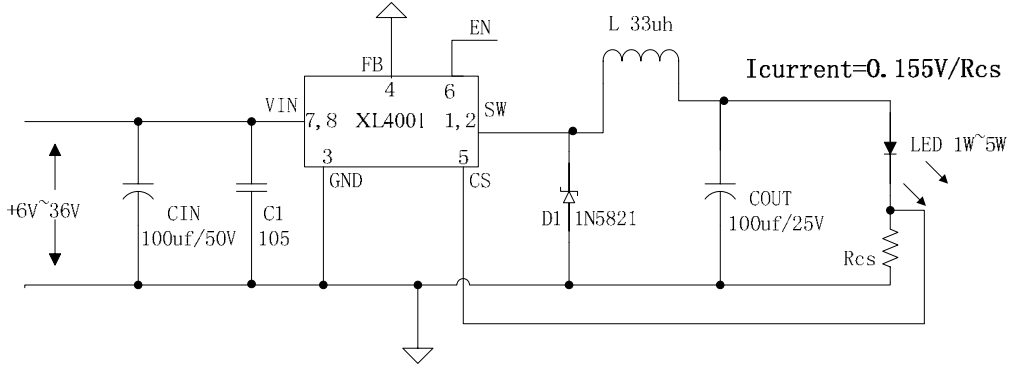 L 33uh
EN
FB
Icurrent=0.155V/Rcs
4
6
VIN
SW
7,8
XL4001
1,2
3
5
GND
CS
LED 1W~5W
+6V~36V
CIN
100uf/50V
C1
105
D1
1N5821
COUT
100uf/25V
Rcs